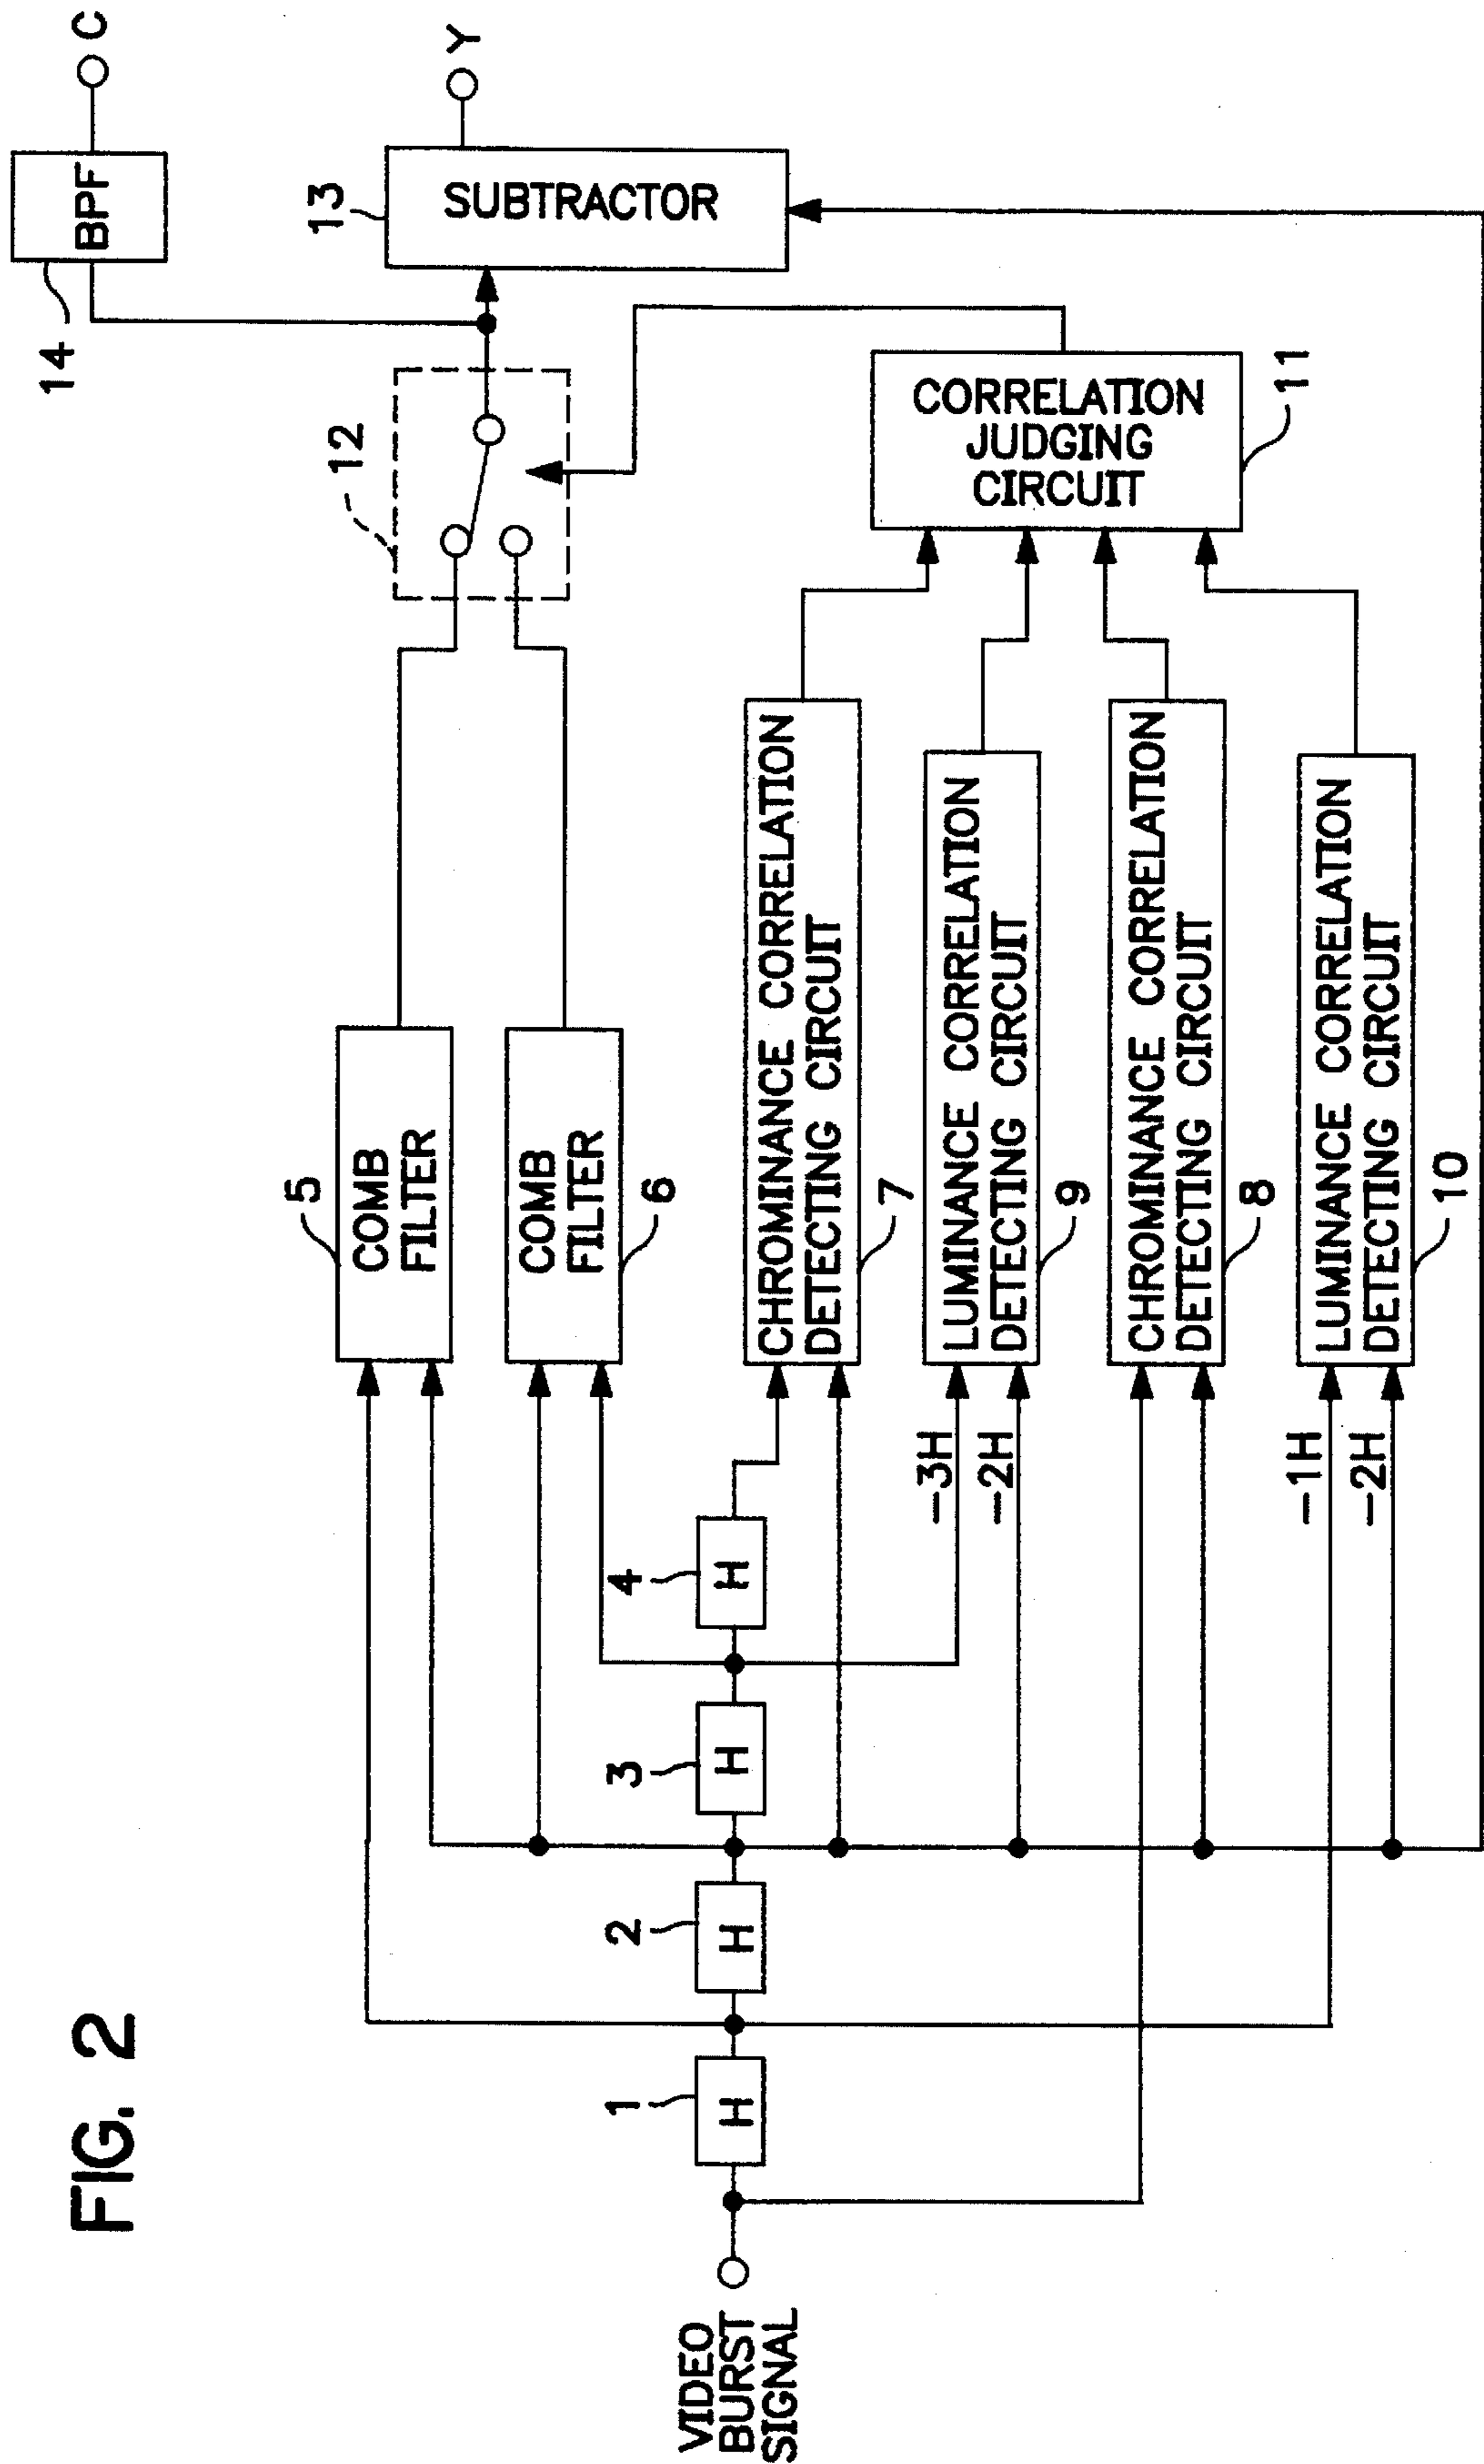 FIG. 2
VIDEO
BURST
SIGNAL
1
H
2
H
3
H
4
H
5
COMB
FILTER
COMB
FILTER
6
CHROMINANCE CORRELATION
DETECTING CIRCUIT
7
-3H
-2H
LUMINANCE CORRELATION
DETECTING CIRCUIT
9
CHROMINANCE CORRELATION
DETECTING CIRCUIT
8
-1H
-2H
LUMINANCE CORRELATION
DETECTING CIRCUIT
10
12
CORRELATION
JUDGING
CIRCUIT
11
13
SUBTRACTOR
Y
14
BPF
C